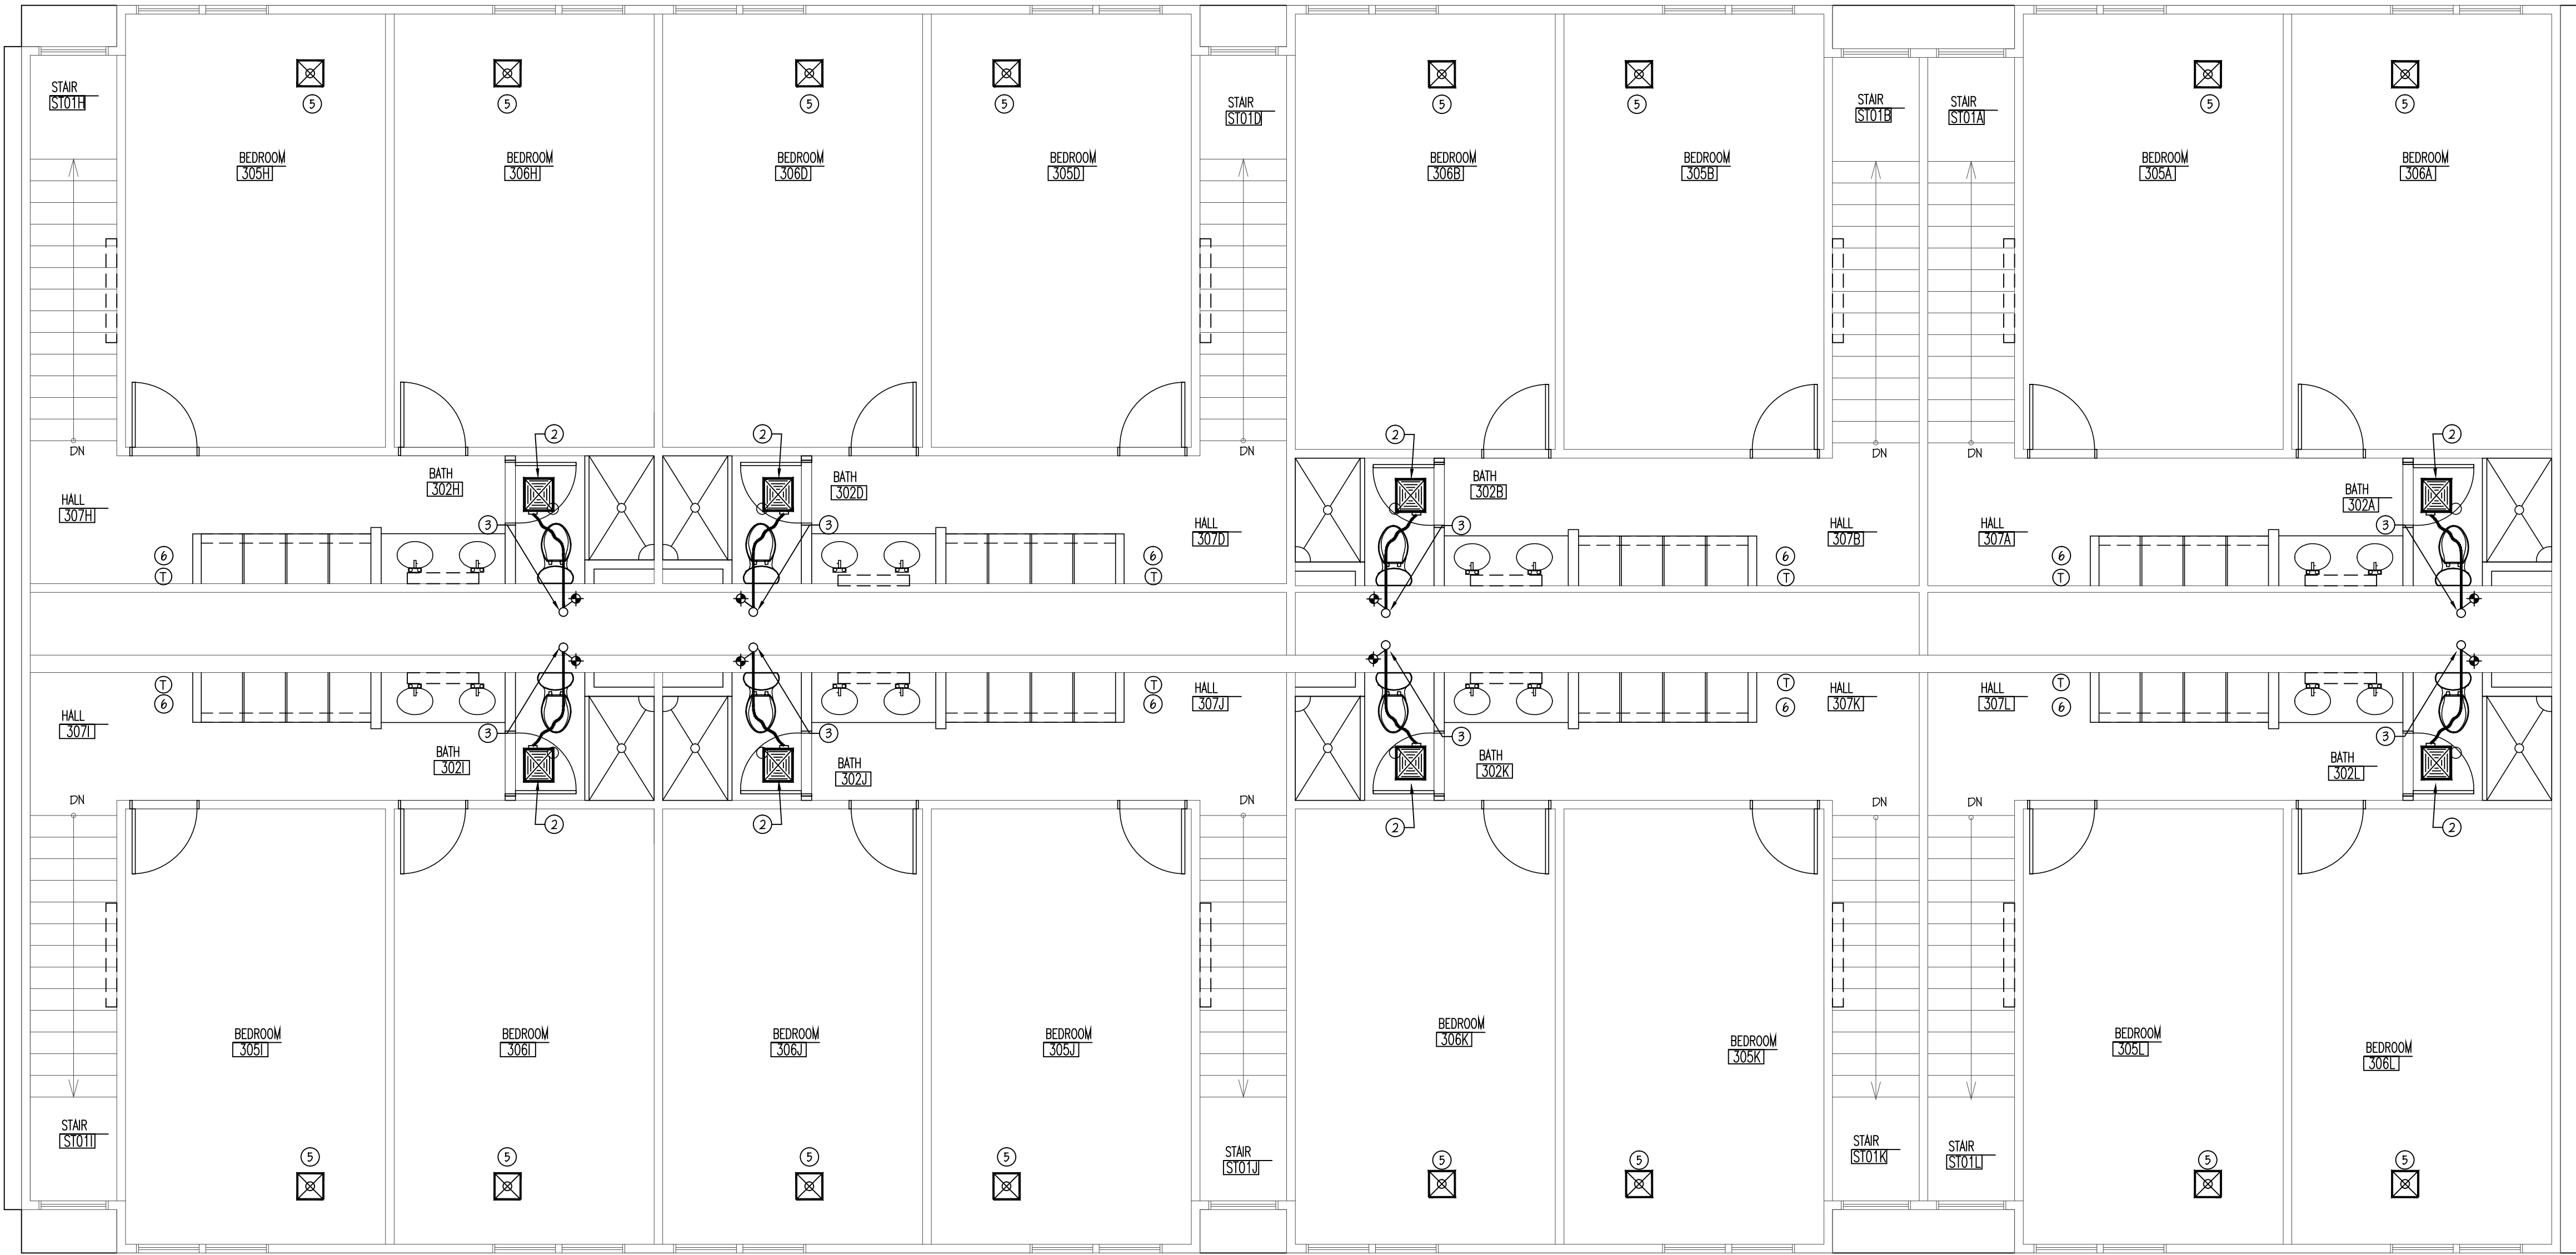 5
5
5
5
5
5
5
5
STAIR
ST01H
STAIR
ST01D
STAIR
ST01B
STAIR
ST01A
BEDROOM
305H
BEDROOM
306H
BEDROOM
306D
BEDROOM
305D
BEDROOM
306B
BEDROOM
305B
BEDROOM
305A
BEDROOM
306A
DN
2
2
DN
2
DN
DN
2
HALL
307H
BATH
302H
BATH
302D
HALL
307D
BATH
302B
HALL
307B
HALL
307A
BATH
302A
3
3
3
3
6
T
6
T
6
T
6
T
T
6
T
6
T
6
T
6
HALL
307I
HALL
307J
HALL
307K
HALL
307L
3
3
3
3
BATH
302I
BATH
302J
BATH
302K
BATH
302L
DN
2
2
DN
2
DN
DN
2
BEDROOM
305I
BEDROOM
306I
BEDROOM
306J
BEDROOM
305J
BEDROOM
306K
BEDROOM
305K
BEDROOM
305L
BEDROOM
306L
STAIR
ST01I
STAIR
ST01J
STAIR
ST01K
STAIR
ST01L
5
5
5
5
5
5
5
5